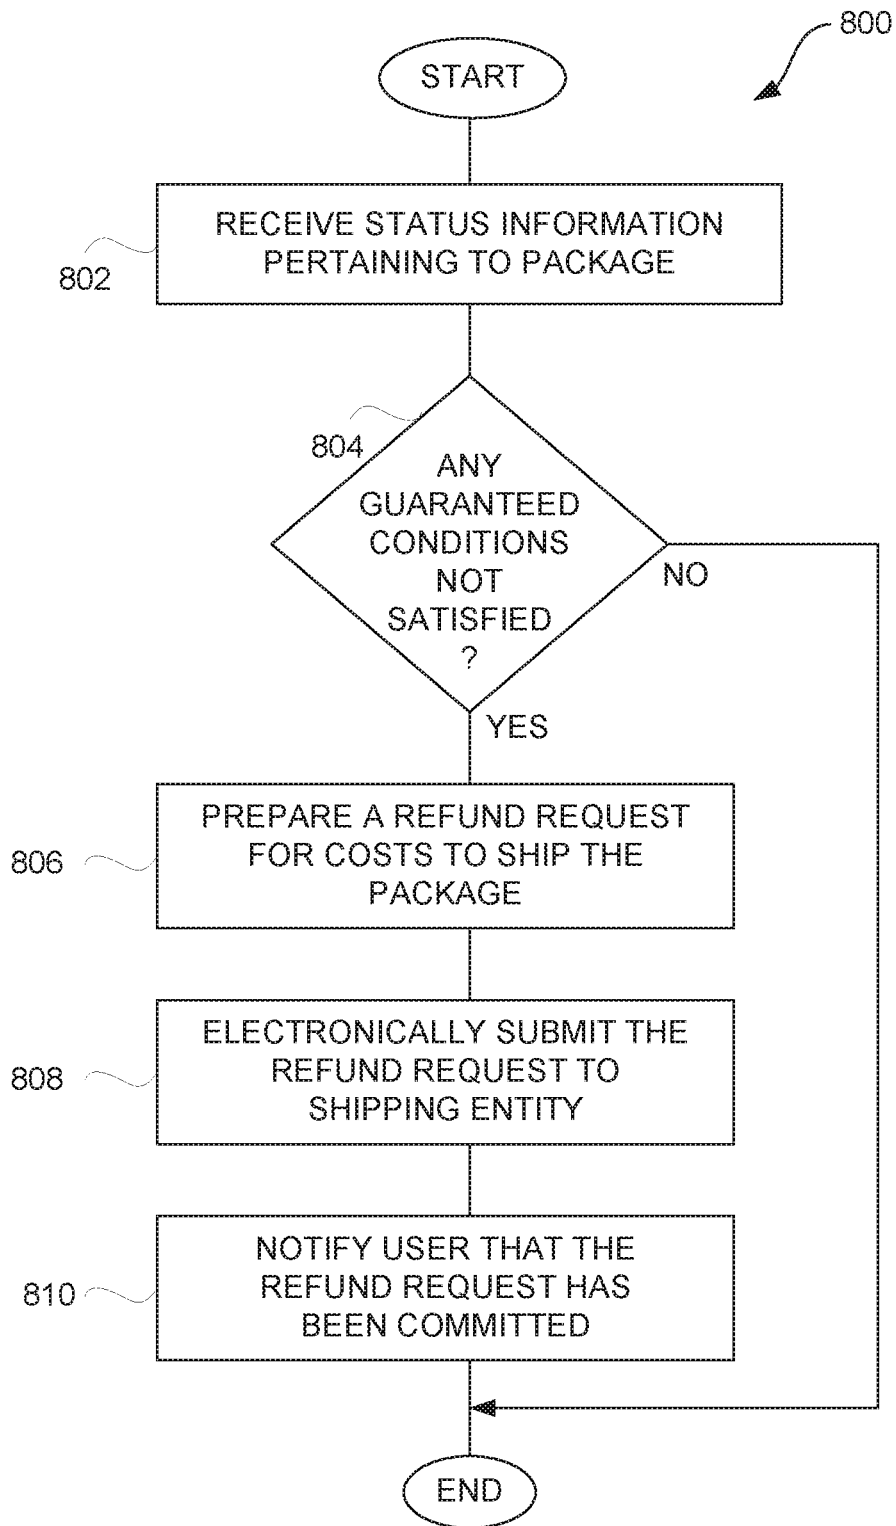 800
START
RECEIVE STATUS INFORMATION
PERTAINING TO PACKAGE
802
804
ANY
GUARANTEED
CONDITIONS
NOT
SATISFIED
?
NO
YES
PREPARE A REFUND REQUEST
FOR COSTS TO SHIP THE
PACKAGE
806
ELECTRONICALLY SUBMIT THE
REFUND REQUEST TO
SHIPPING ENTITY
808
NOTIFY USER THAT THE
REFUND REQUEST HAS
BEEN COMMITTED
810
END